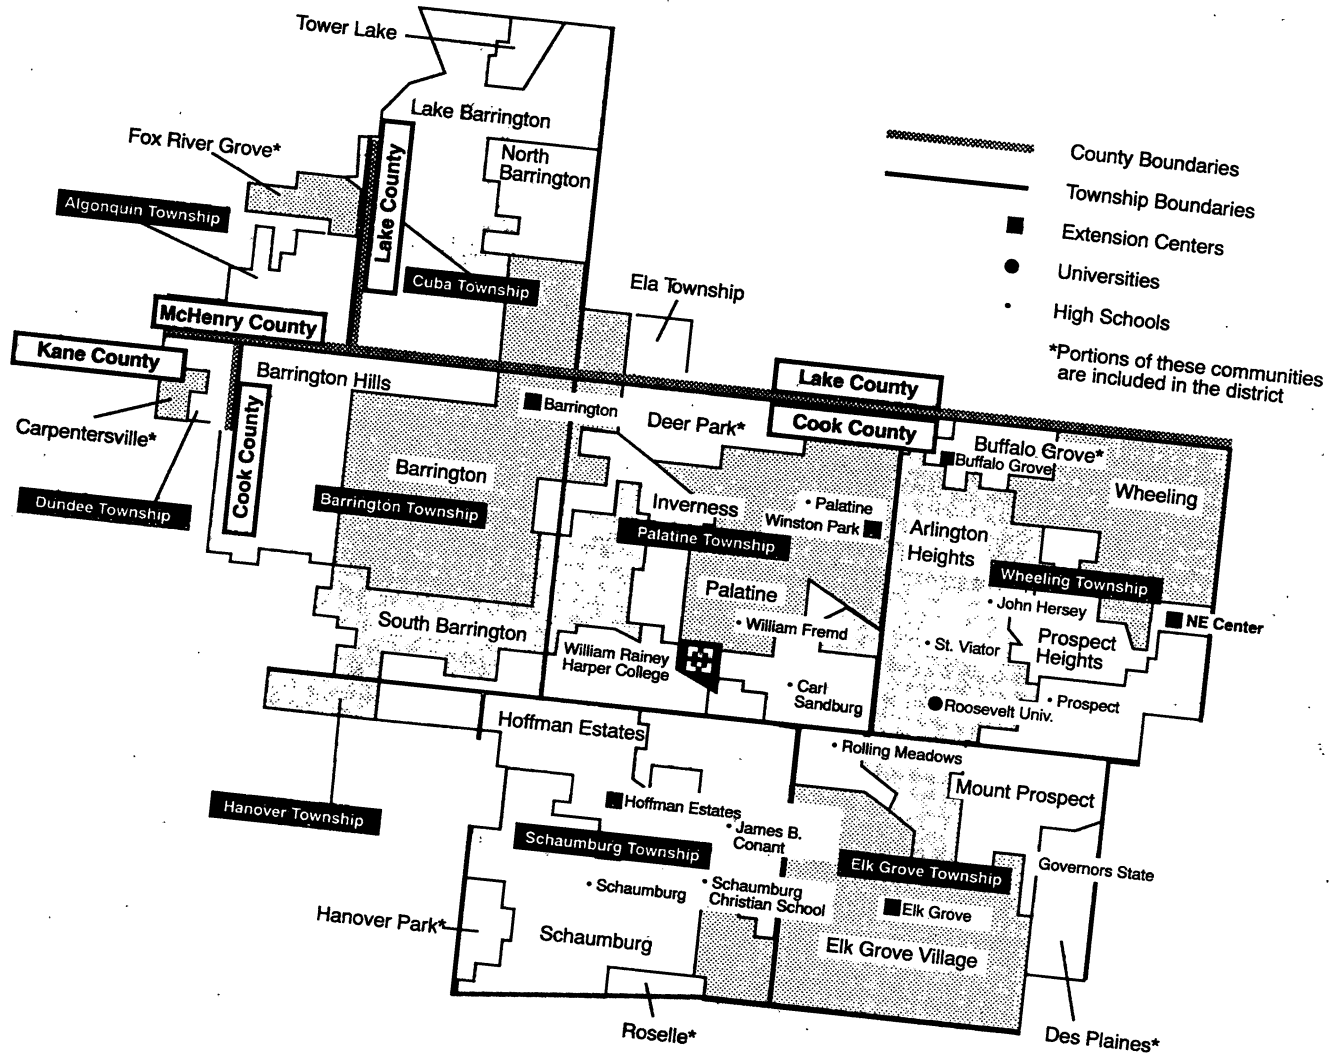 Tower Lake
Lake Barrington
Fox River Grove*
North
Barrington
Lake County
Algonquin Township
Cuba Township
Ela Township
McHenry County
Kane County
Barrington Hills
Carpentersville*
Cook County
Dundee Township
Barrington
Barrington
Barrington Township
Deer Park*
Lake County
Cook County
Inverness
Palatine
Winston Park
Palatine Township
Palatine
William Fremd
Buffalo Grove*
Buffalo Grove
Wheeling
Arlington
Heights
Wheeling Township
John Hersey
NE Center
St. Viator
Prospect
Heights
Roosevelt Univ.
Prospect
South Barrington
William Rainey
Harper College
Carl
Sandburg
Hoffman Estates
Rolling Meadows
Mount Prospect
Hanover Township
Hoffman Estates
James B.
Conant
Schaumburg Township
Elk Grove Township
Governors State
Schaumburg
Schaumburg
Christian School
Elk Grove
Hanover Park*
Schaumburg
Elk Grove Village
Roselle*
Des Plaines*
County Boundaries
Township Boundaries
Extension Centers
Universities
High Schools
*Portions of these communities
are included in the district